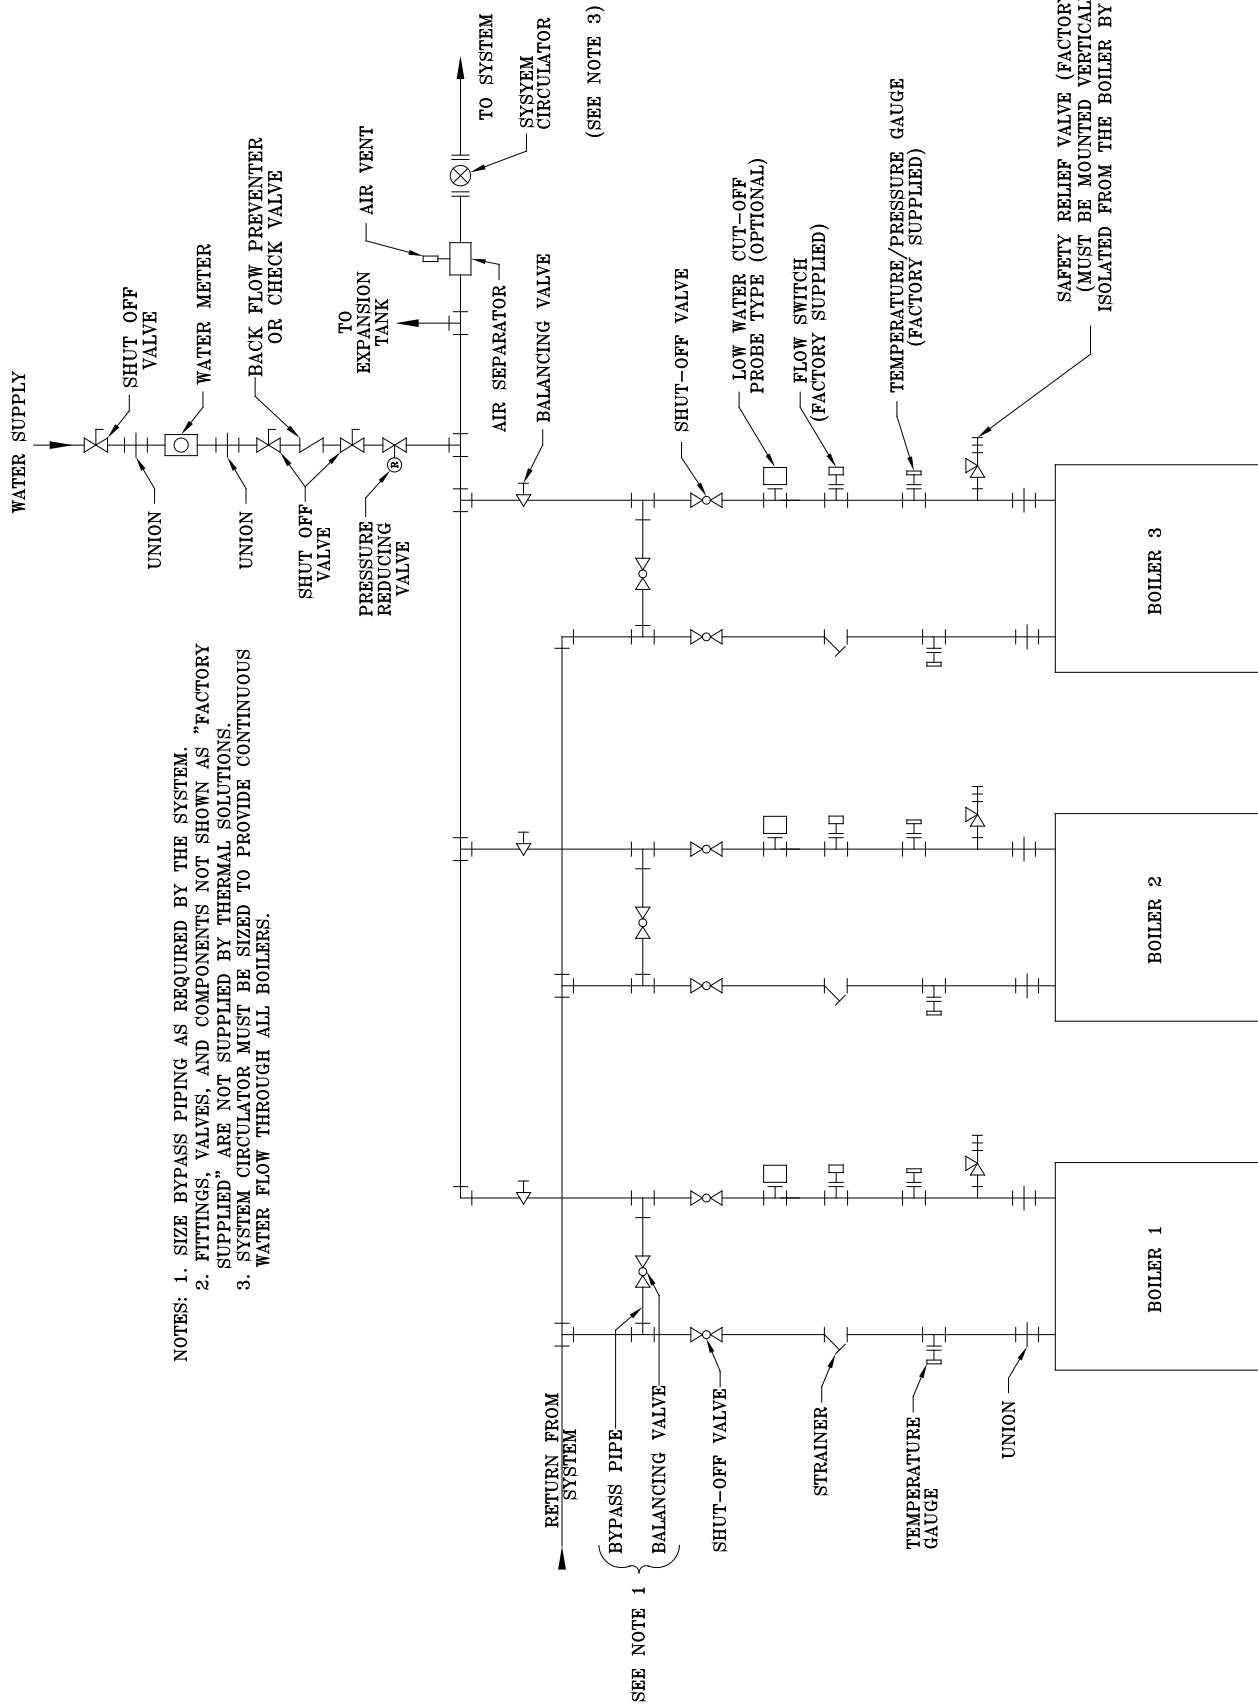 WATER SUPPLY
SHUT OFF
VALVE
UNION
WATER METER
UNION
BACK FLOW PREVENTER
OR CHECK VALVE
SHUT OFF
VALVE
PRESSURE
REDUCING
VALVE
TO
EXPANSION
TANK
AIR VENT
AIR SEPARATOR
TO SYSTEM
SYSYEM
CIRCULATOR
(SEE NOTE 3)
BALANCING VALVE
NOTES: 1. SIZE BYPASS PIPING AS REQUIRED BY THE SYSTEM.
2. FITTINGS, VALVES, AND COMPONENTS NOT SHOWN AS "FACTORY
SUPPLIED" ARE NOT SUPPLIED BY THERMAL SOLUTIONS.
3. SYSTEM CIRCULATOR MUST BE SIZED TO PROVIDE CONTINUOUS
WATER FLOW THROUGH ALL BOILERS.
RETURN FROM
SYSTEM
SEE NOTE 1
BYPASS PIPE
BALANCING VALVE
SHUT-OFF VALVE
STRAINER
TEMPERATURE
GAUGE
UNION
SHUT-OFF VALVE
LOW WATER CUT-OFF
PROBE TYPE (OPTIONAL)
FLOW SWITCH
(FACTORY SUPPLIED)
TEMPERATURE/PRESSURE GAUGE
(FACTORY SUPPLIED)
SAFETY RELIEF VALVE (FACTORY
(MUST BE MOUNTED VERTICAL
ISOLATED FROM THE BOILER BY
BOILER 1
BOILER 2
BOILER 3
R